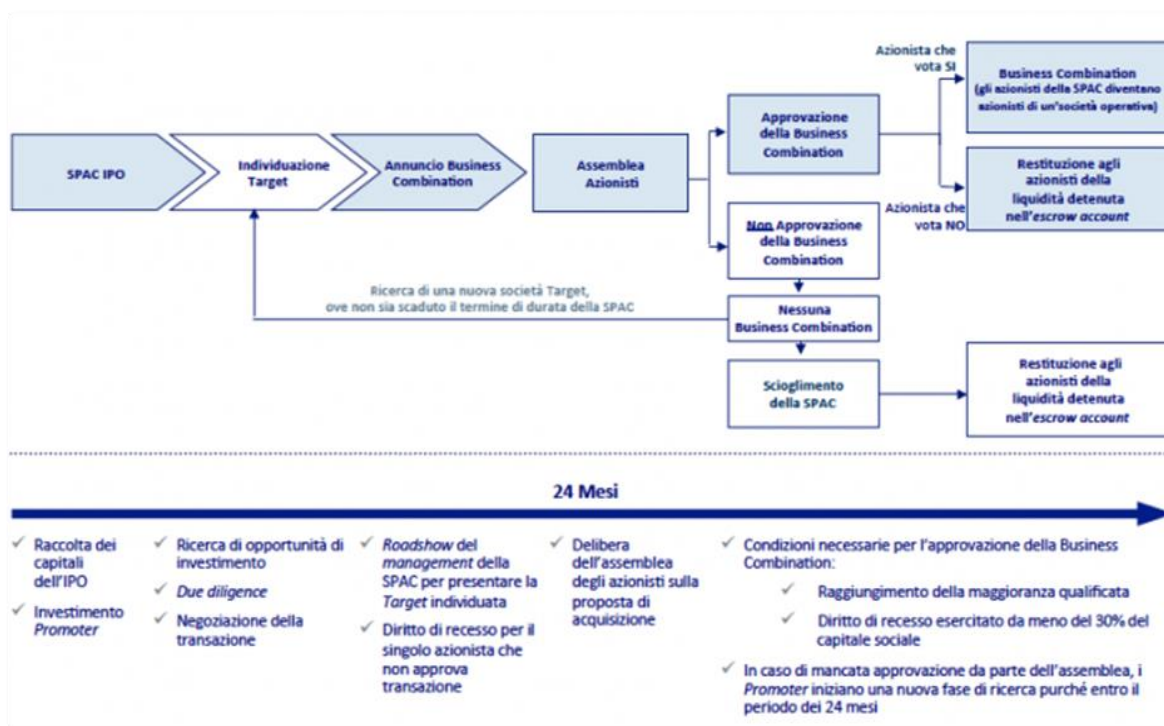 SPAC IPO
Individuazione
Target
Annuncio Business
Combination
Assemblea
Azionisti
Approvazione
della Business
Combination
Azionista che
vota SI
Business Combination
(gli azionisti della SPAC diventano
azionisti di un'società operativa)
Azionista che
vota NO
Restituzione agli
azionisti della
liquidità detenuta
nell'escrow account
Non Approvazione
della Business
Combination
Ricerca di una nuova società Target,
ove non sia scaduto il termine di durata della SPAC
Nessuna
Business Combination
Scioglimento
della SPAC
Restituzione agli
azionisti della
liquidità detenuta
nell'escrow account
24 Mesi
✓ Raccolta dei
capitali
dell'IPO
✓ Investimento
Promoter
✓ Ricerca di opportunità di
investimento
✓ Due diligence
✓ Negoziazione della
transazione
✓ Roadshow del
management della
SPAC per presentare la
Target individuata
✓ Diritto di recesso per il
singolo azionista che
non approva
transazione
✓ Delibera
dell'assemblea
degli azionisti sulla
proposta di
acquisizione
✓ Condizioni necessarie per l'approvazione della Business
Combination:
✓ Raggiungimento della maggioranza qualificata
✓ Diritto di recesso esercitato da meno del 30% del
capitale sociale
✓ In caso di mancata approvazione da parte dell'assemblea, i
Promoter iniziano una nuova fase di ricerca purché entro il
periodo dei 24 mesi